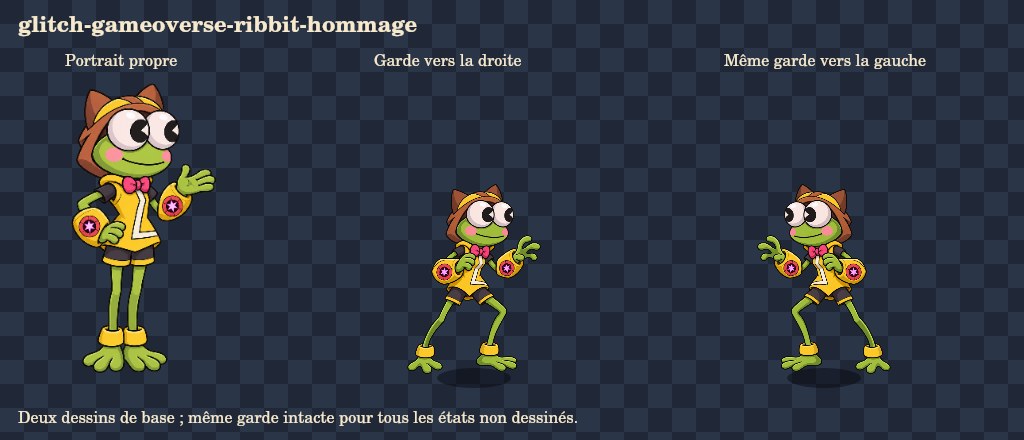 glitch-gameoverse-ribbit-hommage
Portrait propre
Garde vers la droite
Même garde vers la gauche
Deux dessins de base ; même garde intacte pour tous les états non dessinés.